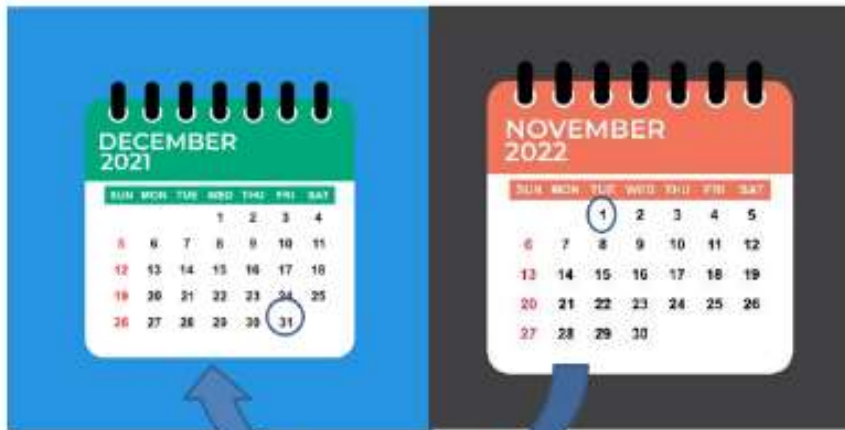 DECEMBER
2021
SUN MON TUE WED THU FRI SAT
1 2 3 4
5 6 7 8 9 10 11
12 13 14 15 16 17 18
19 20 21 22 23 24 25
26 27 28 29 30 31
NOVEMBER
2022
SUN MON TUE WED THU FRI SAT
1 2 3 4 5
6 7 8 9 10 11 12
13 14 15 16 17 18 19
20 21 22 23 24 25 26
27 28 29 30